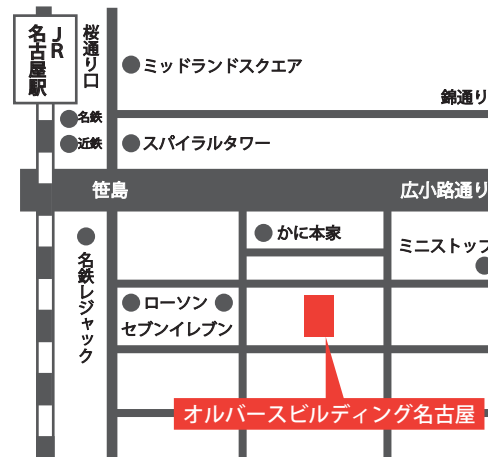 JR
名古屋駅
桜通り口
ミッドランドスクエア
錦通り
名鉄
近鉄
スパイラルタワー
笹島
広小路通り
かに本家
ミニストップ
名鉄レジャック
ローソン
セブンイレブン
オルバースビルディング名古屋